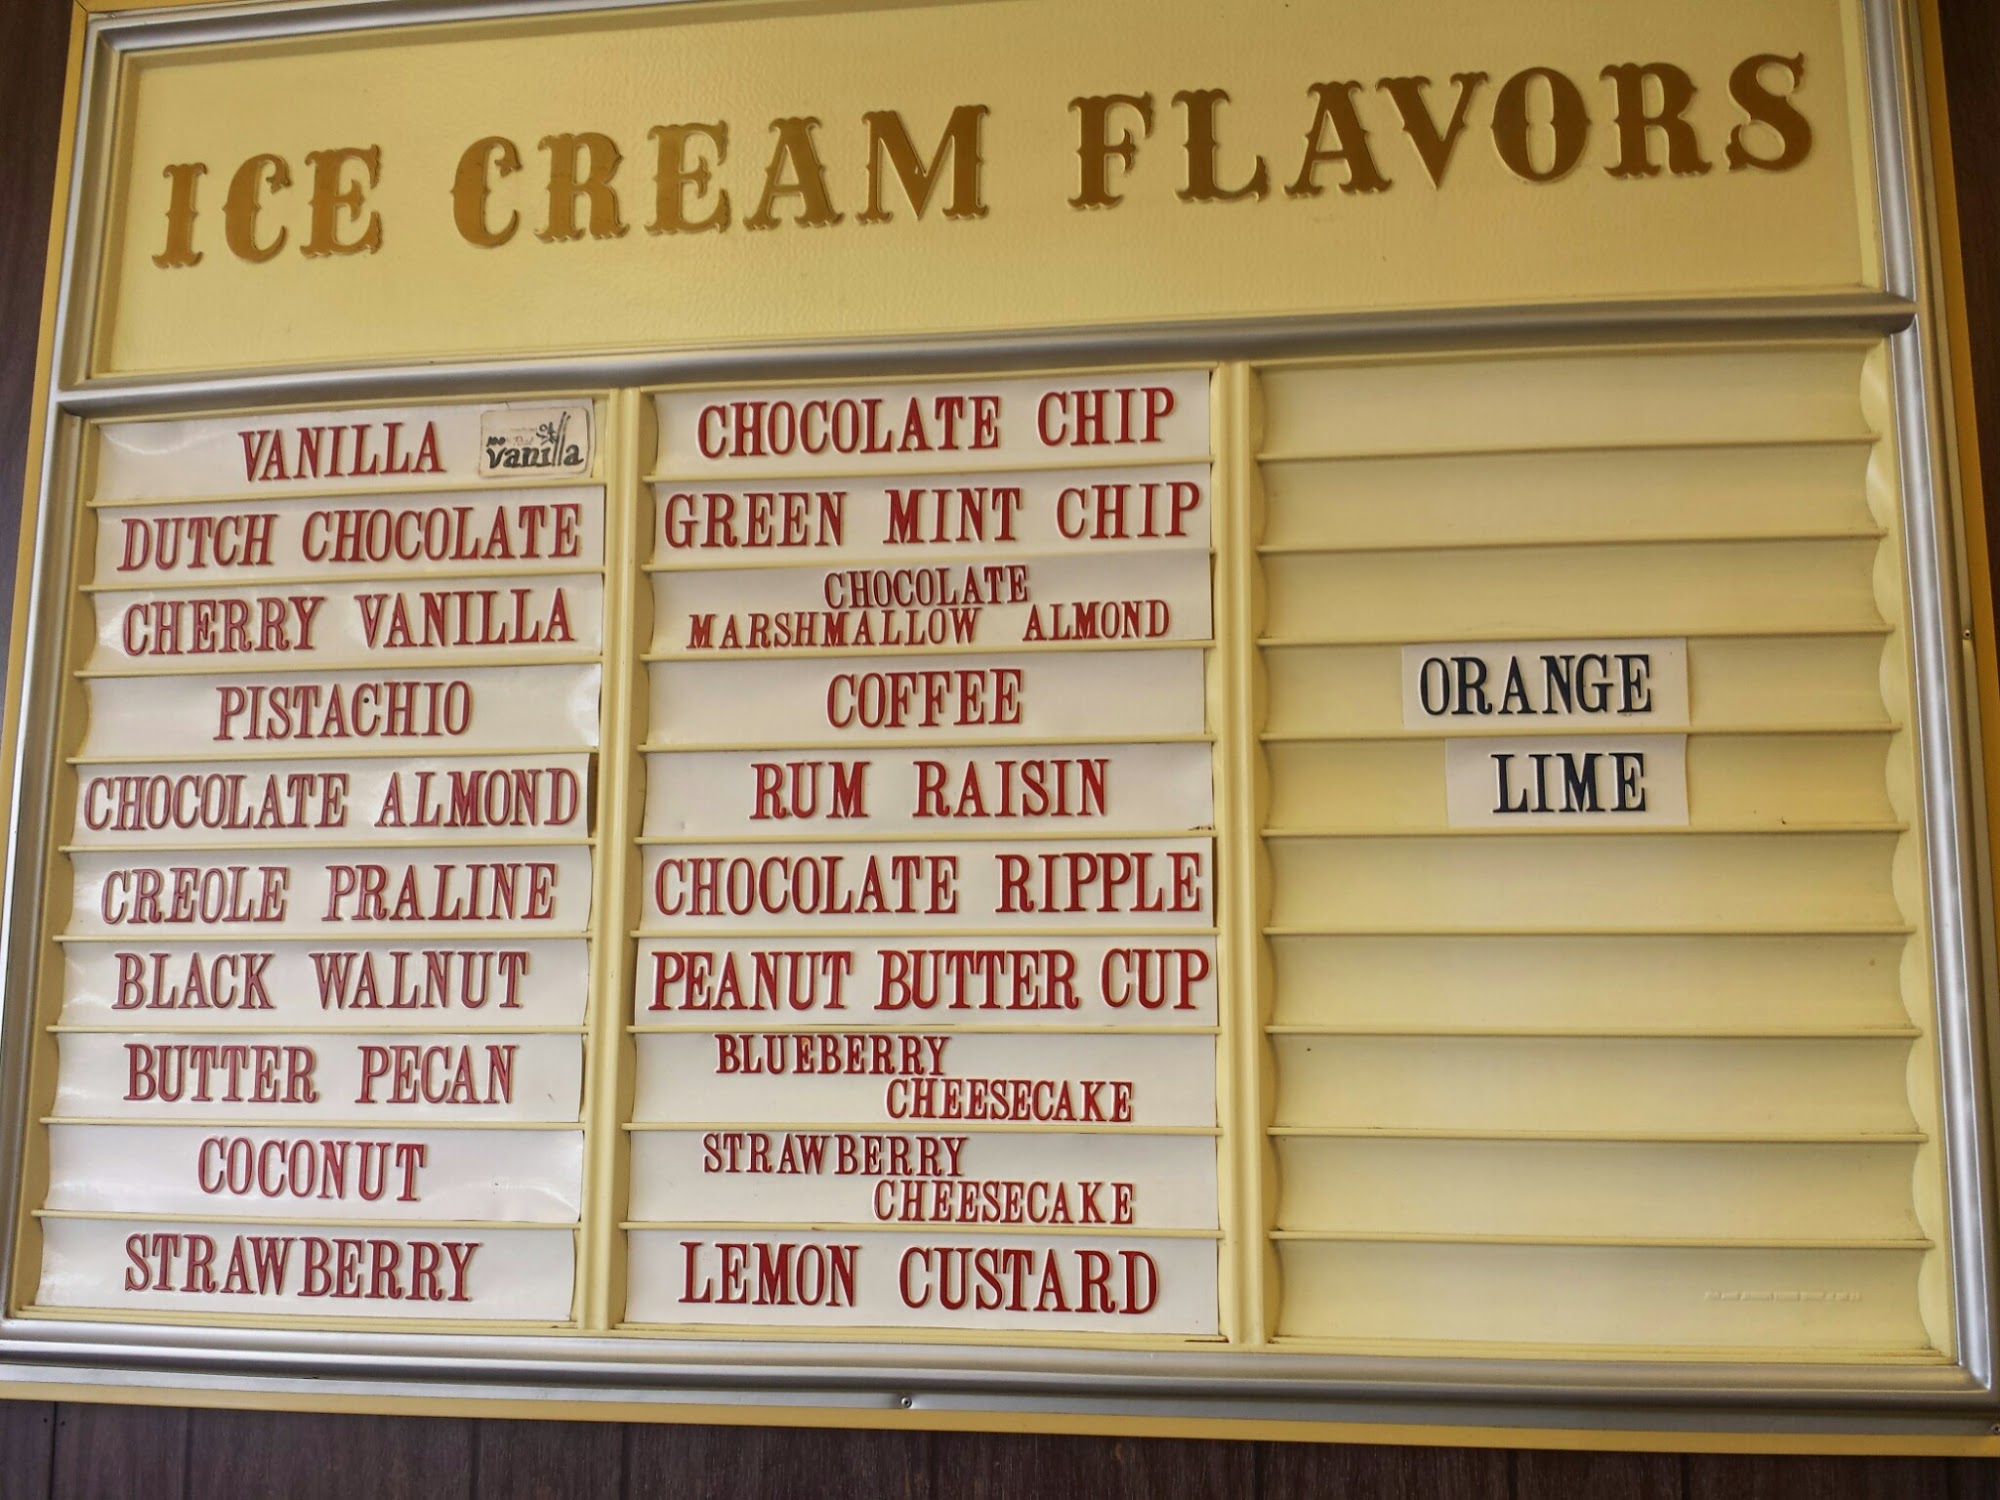 ICE CREAM FLAVORS
VANILLA
vanilla
DUTCH CHOCOLATE
CHERRY VANILLA
PISTACHIO
CHOCOLATE ALMOND
CREOLE PRALINE
BLACK WALNUT
BUTTER PECAN
COCONUT
STRAWBERRY
CHOCOLATE CHIP
GREEN MINT CHIP
CHOCOLATE
MARSHMALLOW ALMOND
COFFEE
RUM RAISIN
CHOCOLATE RIPPLE
PEANUT BUTTER CUP
BLUEBERRY
CHEESECAKE
STRAWBERRY
CHEESECAKE
LEMON CUSTARD
ORANGE
LIME